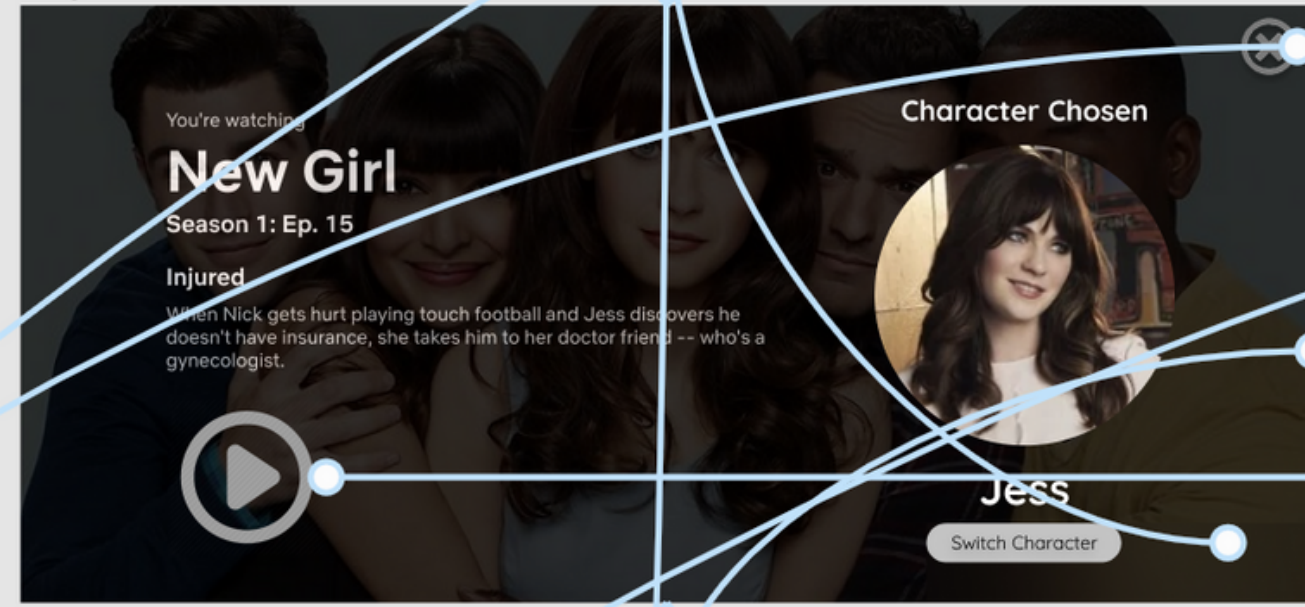 You're watching
New Girl
Season 1: Ep. 15
Injured
When Nick gets hurt playing touch football and Jess discovers he
doesn't have insurance, she takes him to her doctor friend -- who's a
gynecologist.
Character Chosen
Jess
Switch Character